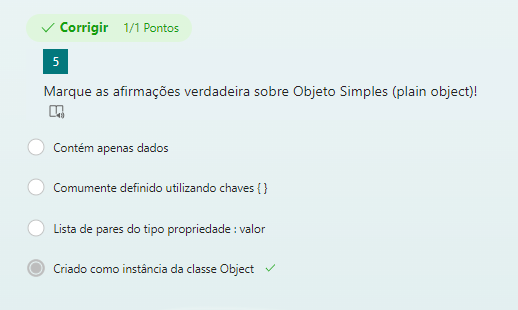 Corrigir 1/1 Pontos
5
Marque as afirmações verdadeira sobre Objeto Simples (plain object)!
Contém apenas dados
Comumente definido utilizando chaves { }
Lista de pares do tipo propriedade : valor
Criado como instância da classe Object